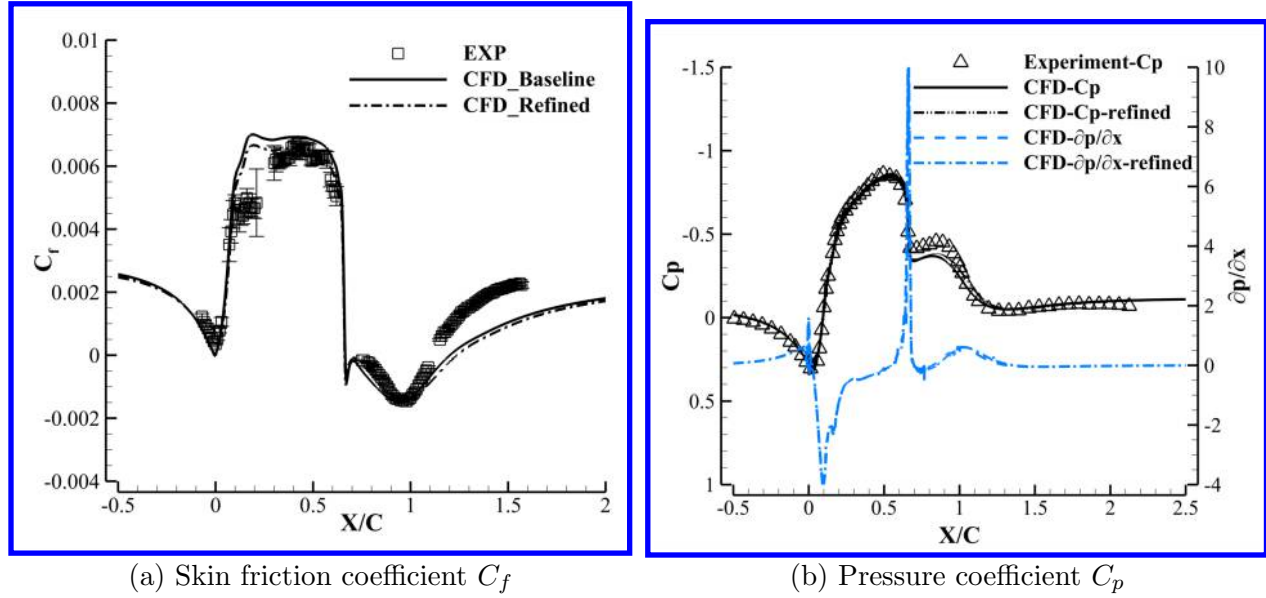 0.01
0.008
0.006
0.004
0.002
0
-0.002
-0.004
C_f
-0.5
0
0.5
1
1.5
2
X/C
EXP
CFD_Baseline
CFD_Refined
(a) Skin friction coefficient C_f
-1.5
-1
-0.5
0
0.5
1
Cp
-0.5
0
0.5
1
1.5
2
2.5
X/C
10
8
6
4
2
0
-2
-4
∂p/∂x
Experiment-Cp
CFD-Cp
CFD-Cp-refined
CFD-∂p/∂x
CFD-∂p/∂x-refined
(b) Pressure coefficient C_p